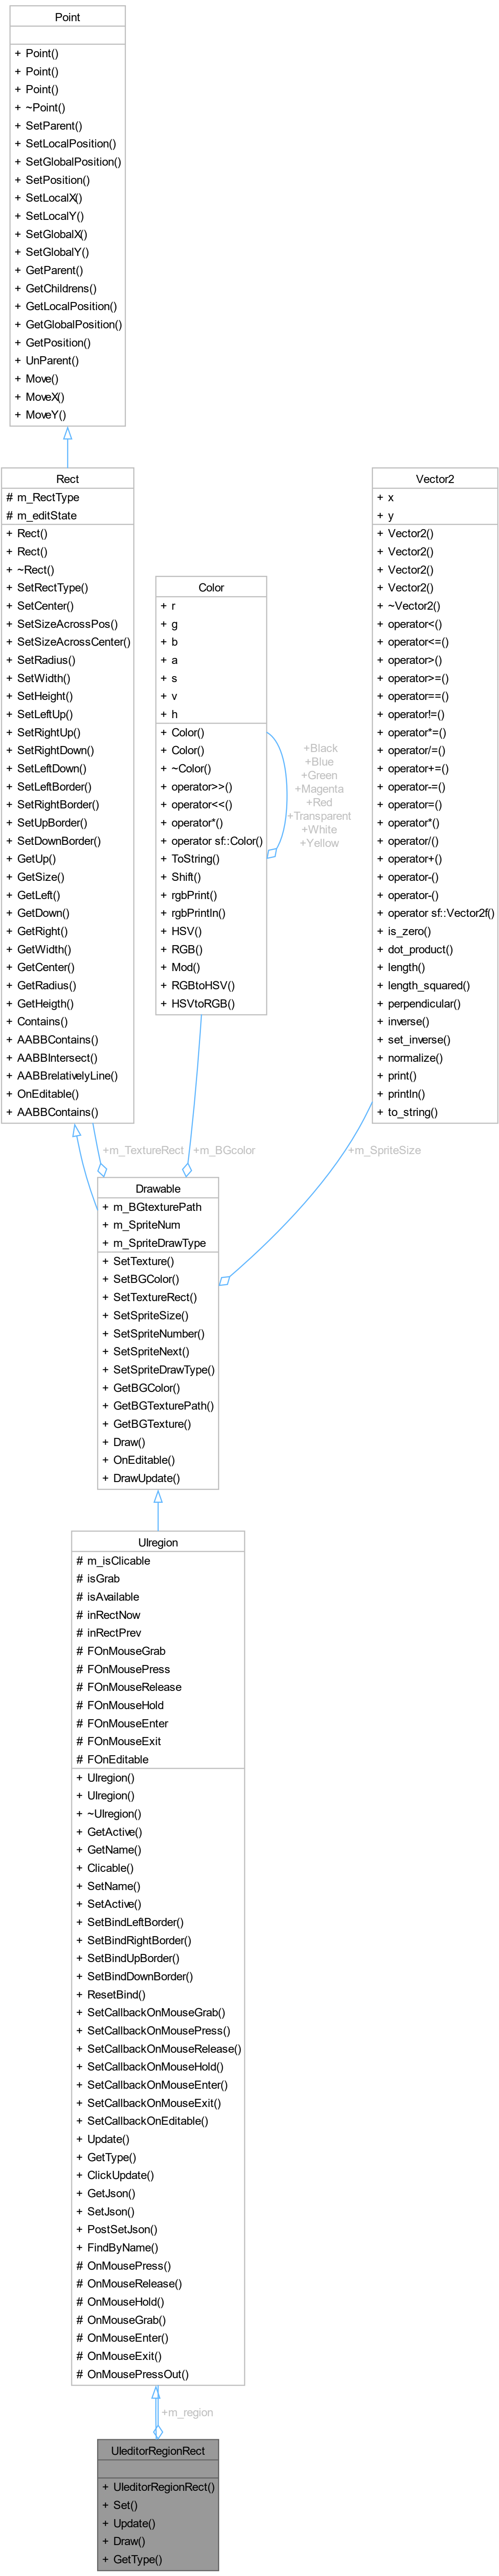 Point
+ Point()
+ Point()
+ Point()
+ ~Point()
+ SetParent()
+ SetLocalPosition()
+ SetGlobalPosition()
+ SetPosition()
+ SetLocalX()
+ SetLocalY()
+ SetGlobalX()
+ SetGlobalY()
+ GetParent()
+ GetChildrens()
+ GetLocalPosition()
+ GetGlobalPosition()
+ GetPosition()
+ UnParent()
+ Move()
+ MoveX()
+ MoveY()
Rect
# m_RectType
# m_editState
+ Rect()
+ Rect()
+ ~Rect()
+ SetRectType()
+ SetCenter()
+ SetSizeAcrossPos()
+ SetSizeAcrossCenter()
+ SetRadius()
+ SetWidth()
+ SetHeight()
+ SetLeftUp()
+ SetRightUp()
+ SetRightDown()
+ SetLeftDown()
+ SetLeftBorder()
+ SetRightBorder()
+ SetUpBorder()
+ SetDownBorder()
+ GetUp()
+ GetSize()
+ GetLeft()
+ GetDown()
+ GetRight()
+ GetWidth()
+ GetCenter()
+ GetRadius()
+ GetHeigth()
+ Contains()
+ AABBContains()
+ AABBIntersect()
+ AABBrelativelyLine()
+ OnEditable()
+ AABBContains()
Color
+ r
+ g
+ b
+ a
+ s
+ v
+ h
+ Color()
+ Color()
+ ~Color()
+ operator>>()
+ operator<<()
+ operator*()
+ operator sf::Color()
+ ToString()
+ Shift()
+ rgbPrint()
+ rgbPrintln()
+ HSV()
+ RGB()
+ Mod()
+ RGBtoHSV()
+ HSVtoRGB()
+Black
+Blue
+Green
+Magenta
+Red
+Transparent
+White
+Yellow
Vector2
+ x
+ y
+ Vector2()
+ Vector2()
+ Vector2()
+ Vector2()
+ ~Vector2()
+ operator<()
+ operator<=()
+ operator>()
+ operator>=()
+ operator==()
+ operator!=()
+ operator*=()
+ operator/=()
+ operator+=()
+ operator-=()
+ operator=()
+ operator*()
+ operator/()
+ operator+()
+ operator-()
+ operator-()
+ operator sf::Vector2f()
+ is_zero()
+ dot_product()
+ length()
+ length_squared()
+ perpendicular()
+ inverse()
+ set_inverse()
+ normalize()
+ print()
+ println()
+ to_string()
+m_TextureRect
+m_BGcolor
+m_SpriteSize
Drawable
+ m_BGtexturePath
+ m_SpriteNum
+ m_SpriteDrawType
+ SetTexture()
+ SetBGColor()
+ SetTextureRect()
+ SetSpriteSize()
+ SetSpriteNumber()
+ SetSpriteNext()
+ SetSpriteDrawType()
+ GetBGColor()
+ GetBGTexturePath()
+ GetBGTexture()
+ Draw()
+ OnEditable()
+ DrawUpdate()
UIregion
# m_isClicable
# isGrab
# isAvailable
# inRectNow
# inRectPrev
# FOnMouseGrab
# FOnMousePress
# FOnMouseRelease
# FOnMouseHold
# FOnMouseEnter
# FOnMouseExit
# FOnEditable
+ UIregion()
+ UIregion()
+ ~UIregion()
+ GetActive()
+ GetName()
+ Clicable()
+ SetName()
+ SetActive()
+ SetBindLeftBorder()
+ SetBindRightBorder()
+ SetBindUpBorder()
+ SetBindDownBorder()
+ ResetBind()
+ SetCallbackOnMouseGrab()
+ SetCallbackOnMousePress()
+ SetCallbackOnMouseRelease()
+ SetCallbackOnMouseHold()
+ SetCallbackOnMouseEnter()
+ SetCallbackOnMouseExit()
+ SetCallbackOnEditable()
+ Update()
+ GetType()
+ ClickUpdate()
+ GetJson()
+ SetJson()
+ PostSetJson()
+ FindByName()
# OnMousePress()
# OnMouseRelease()
# OnMouseHold()
# OnMouseGrab()
# OnMouseEnter()
# OnMouseExit()
# OnMousePressOut()
+m_region
UIeditorRegionRect
+ UIeditorRegionRect()
+ Set()
+ Update()
+ Draw()
+ GetType()